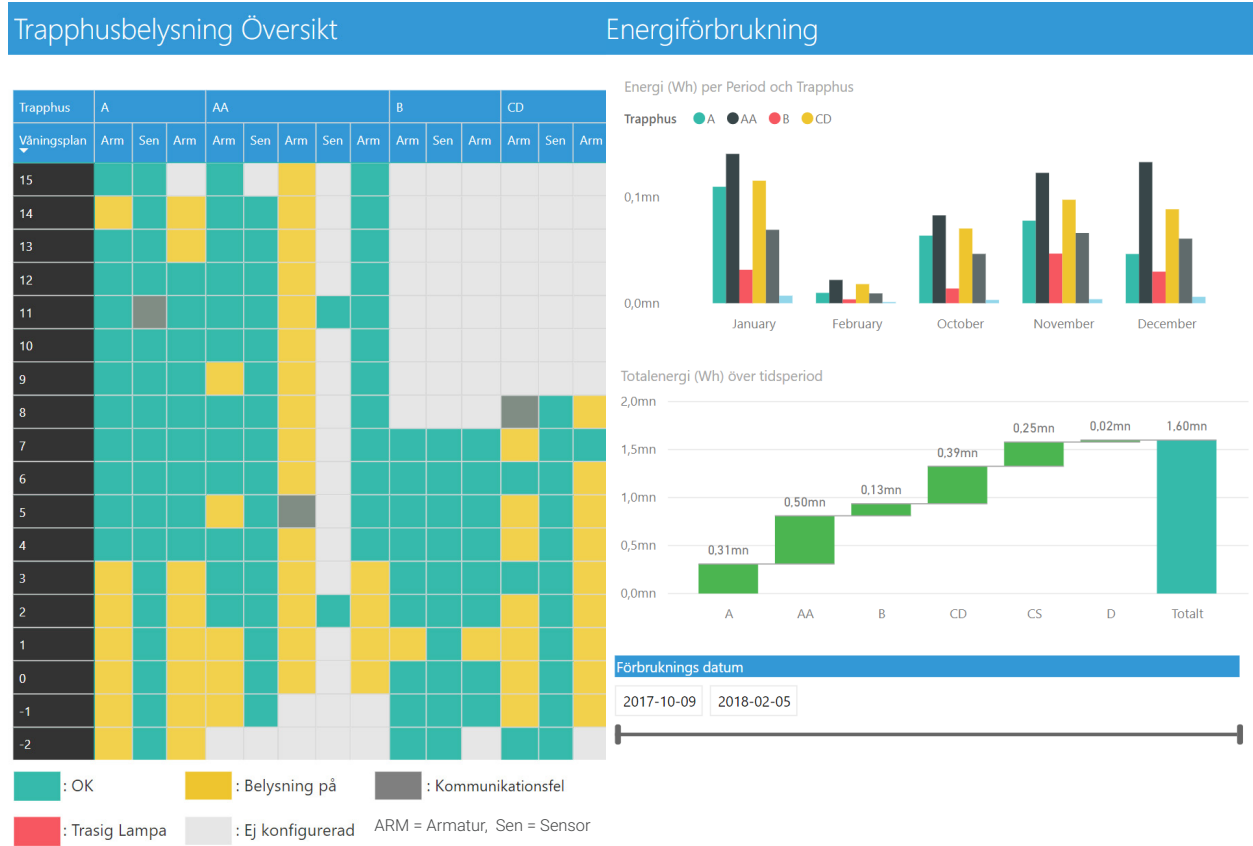 Trapphusbelysning Översikt
Energiförbrukning
Trapphus A AA B CD
Våningsplan Arm Sen Arm Arm Sen Arm Sen Arm Arm Sen Arm Arm Sen Arm
15
14
13
12
11
10
9
8
7
6
5
4
3
2
1
0
-1
-2
: OK : Belysning på : Kommunikationsfel
: Trasig Lampa : Ej konfigurerad ARM = Armatur, Sen = Sensor
Energi (Wh) per Period och Trapphus
Trapphus A AA B CD
0,1mn
0,0mn
January February October November December
Totalenergi (Wh) över tidsperiod
2,0mn
1,5mn
1,0mn
0,5mn
0,0mn
0,31mn
0,50mn
0,13mn
0,39mn
0,25mn
0,02mn
1,60mn
A AA B CD CS D Totalt
Förbruknings datum
2017-10-09 2018-02-05